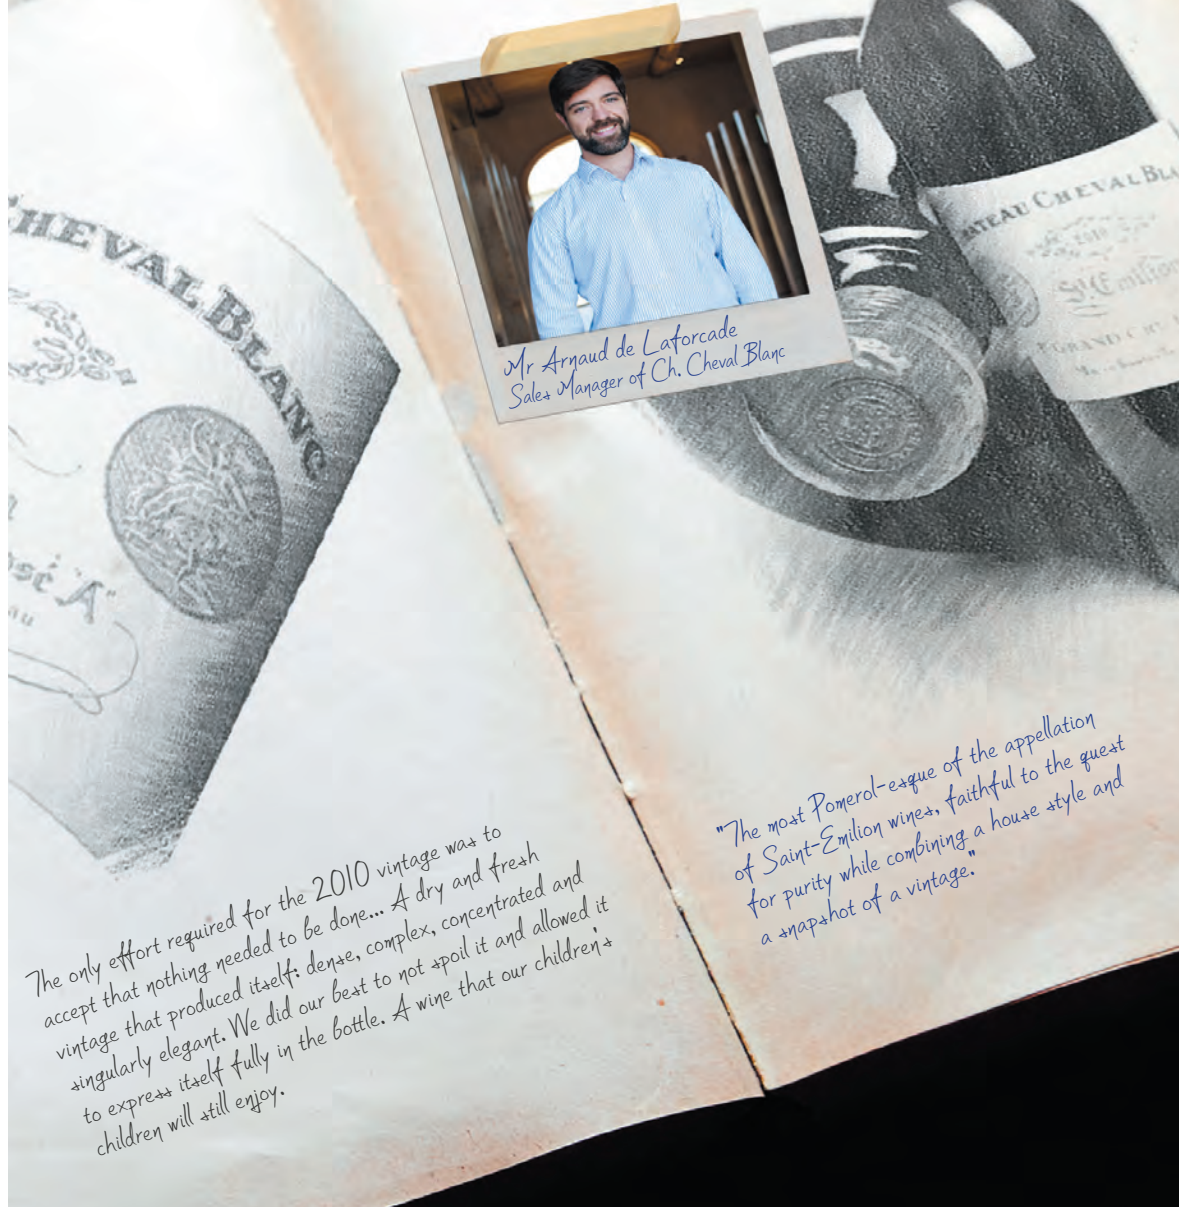 CHEVAL BLANC
"A"
Mr Arnaud de Laforcade
Sales Manager of Ch. Cheval Blanc
CHEVAL
2010
St Emilion
The only effort required for the 2010 vintage was to
accept that nothing needed to be done... A dry and fresh
vintage that produced itself: dense, complex, concentrated and
singularly elegant. We did our best to not spoil it and allowed it
to express itself fully in the bottle. A wine that our children's
children will still enjoy.
"The most Pomerol-esque of the appellation
of Saint-Emilion wines, faithful to the quest
for purity while combining a house style and
a snapshot of a vintage."